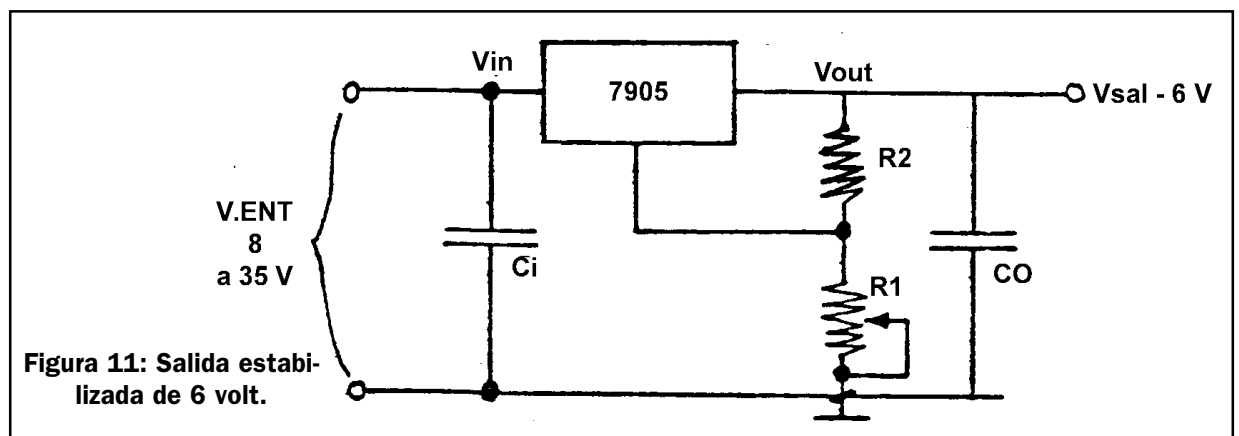 Vin
7905
Vout
Vsal - 6 V
R2
V.ENT
8
a 35 V
Ci
R1
CO
Figura 11: Salida estabi-
lizada de 6 volt.